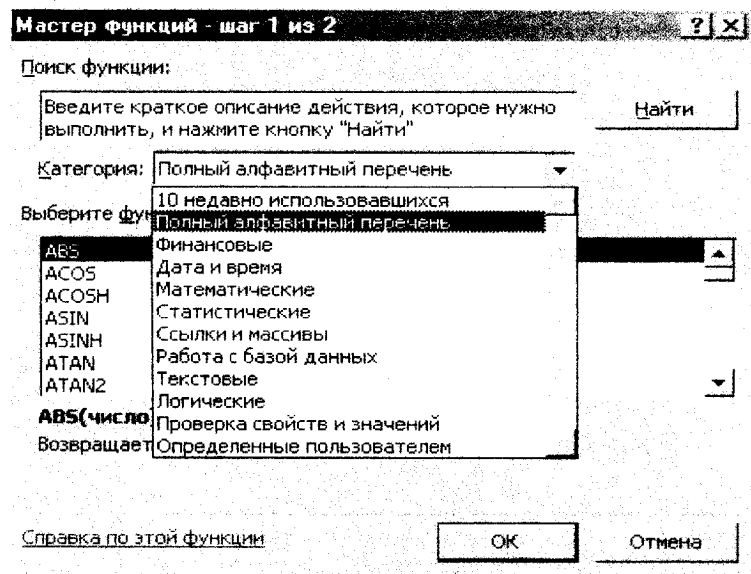 Мастер функций - шаг 1 из 2
Поиск функции:
Введите краткое описание действия, которое нужно
выполнить, и нажмите кнопку "Найти"
Найти
Категория: Полный алфавитный перечень
10 недавно использовавшихся
Выберите фун
Полный алфавитный перечень
Финансовые
Дата и время
Математические
Статистические
Ссылки и массивы
Работа с базой данных
Текстовые
Логические
Проверка свойств и значений
Определенные пользователем
ABS
ACOS
ACOSH
ASIN
ASINH
ATAN
ATAN2
ABS(число
Возвращает
Справка по этой функции
ОК
Отмена